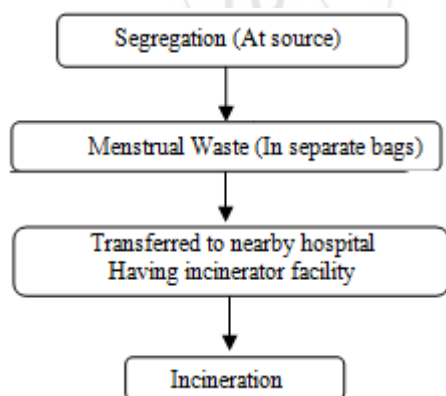 Segregation (At source)
Menstrual Waste (In separate bags)
Transferred to nearby hospital
Having incinerator facility
Incineration